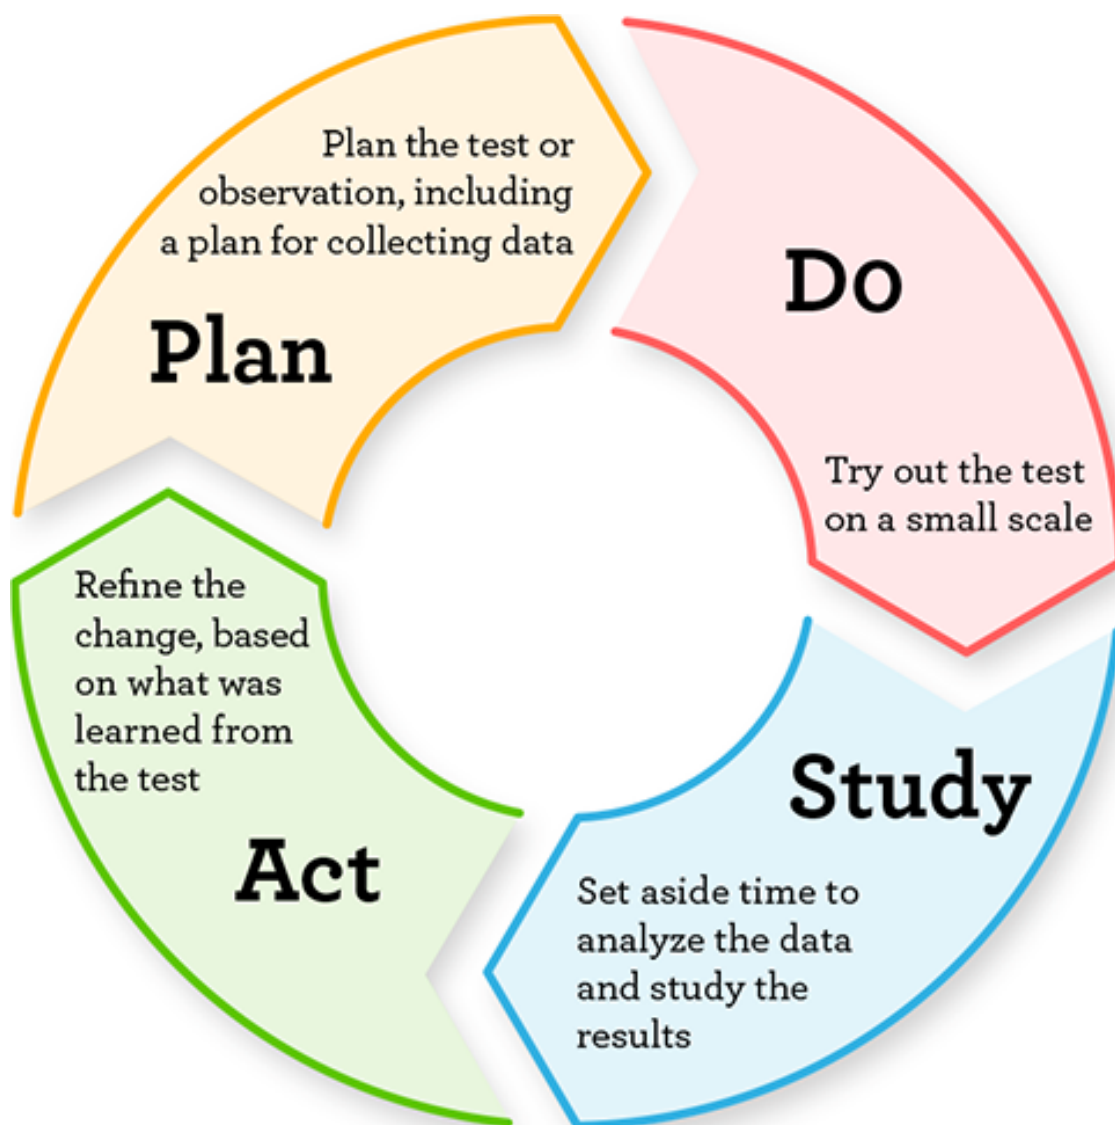 Plan the test or
observation, including
a plan for collecting data
Plan
Do
Try out the test
on a small scale
Study
Set aside time to
analyze the data
and study the
results
Refine the
change, based
on what was
learned from
the test
Act